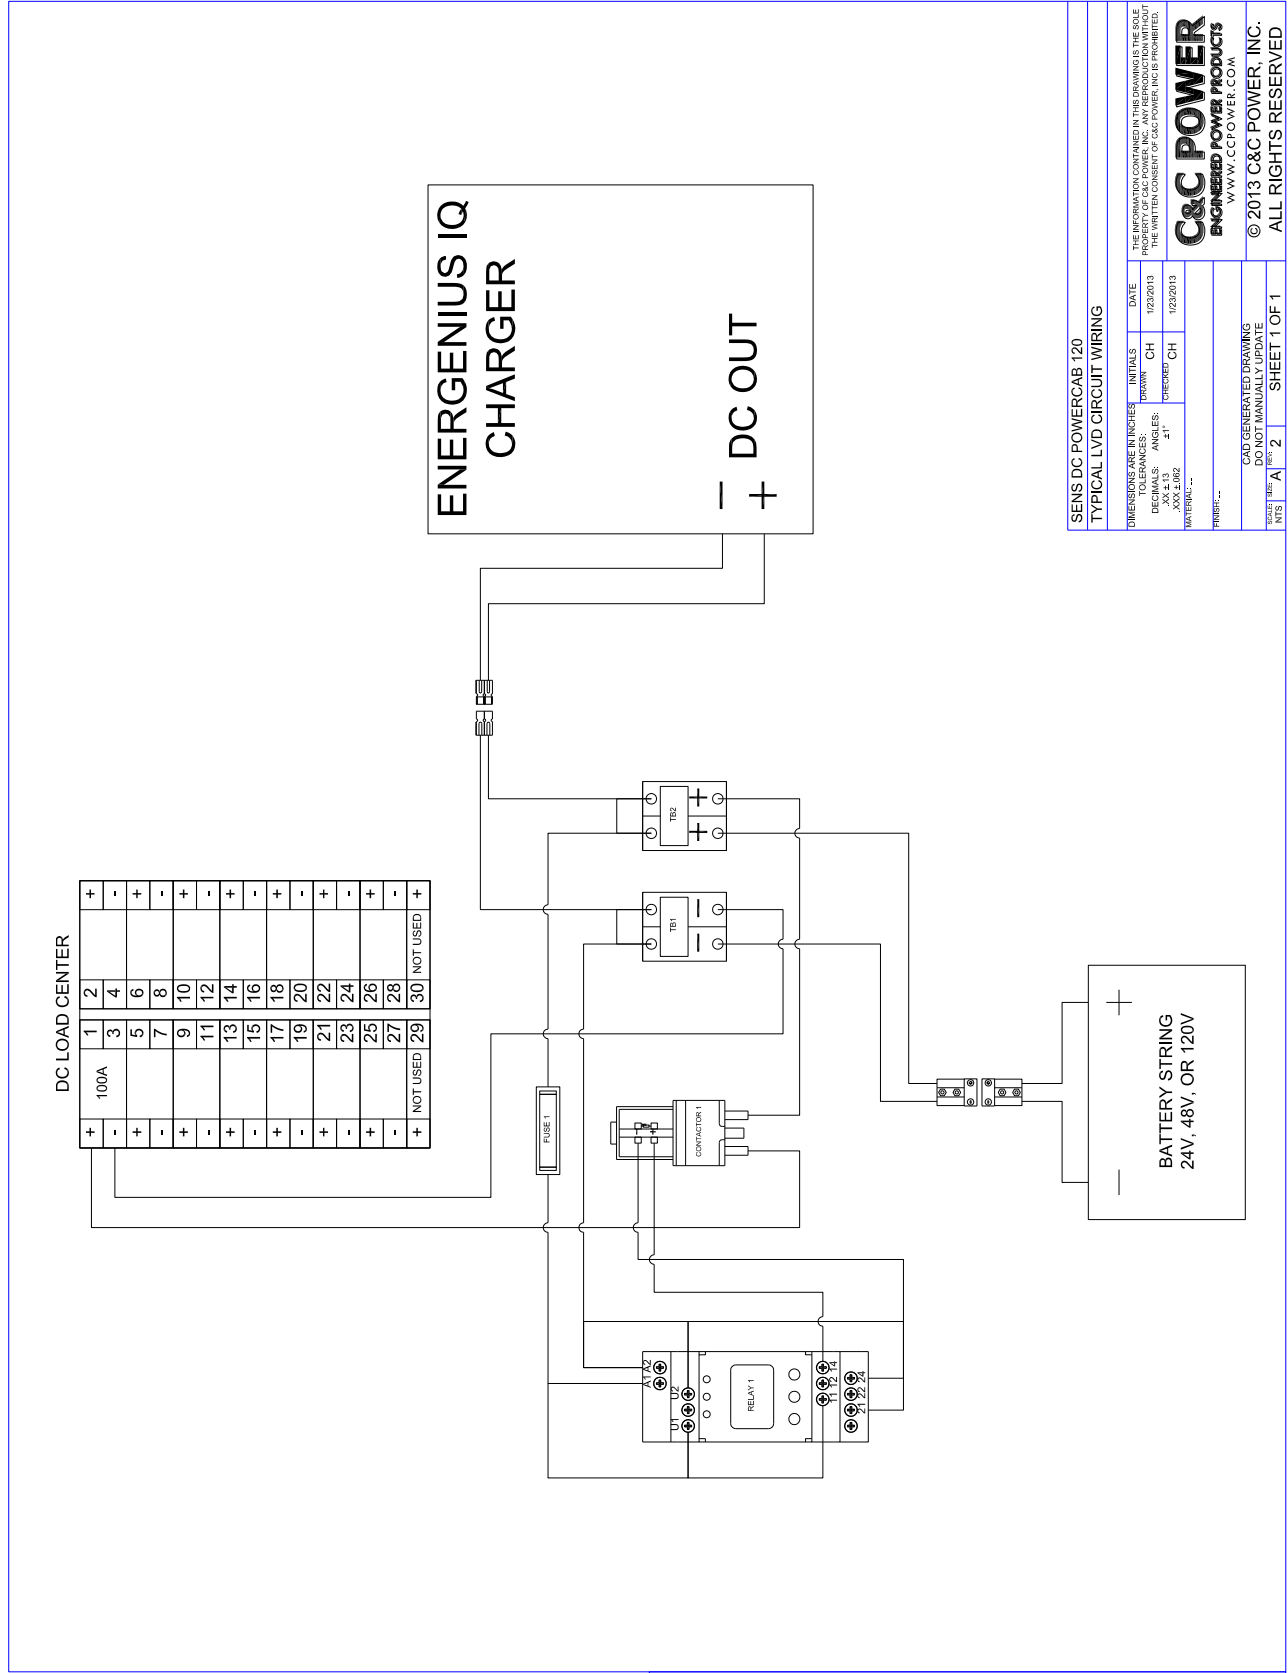 DC LOAD CENTER
+ 1 2 +
- 3 4 -
100A
+ 5 6 +
- 7 8 -
+ 9 10 +
- 11 12 -
+ 13 14 +
- 15 16 -
+ 17 18 +
- 19 20 -
+ 21 22 +
- 23 24 -
+ 25 26 +
- 27 28 -
+ NOT USED 29 30 NOT USED +
ENERGENIUS IQ
CHARGER
− DC OUT
+
FUSE 1
TB1
− −
TB2
+ +
CONTACTOR 1
- +
A1 A2
U1 U2
RELAY 1
11 12 14
21 22 24
BATTERY STRING
24V, 48V, OR 120V
− +
SENS DC POWERCAB 120
TYPICAL LVD CIRCUIT WIRING
DIMENSIONS ARE IN INCHES
TOLERANCES:
DECIMALS: ANGLES:
.XX ± 13 ±1°
.XXX ±.062
MATERIAL: --
FINISH: --
INITIALS DATE
DRAWN CH 1/23/2013
CHECKED CH 1/23/2013
CAD GENERATED DRAWING
DO NOT MANUALLY UPDATE
SCALE: NTS SIZE: A REV: 2 SHEET 1 OF 1
THE INFORMATION CONTAINED IN THIS DRAWING IS THE SOLE
PROPERTY OF C&C POWER, INC. ANY REPRODUCTION WITHOUT
THE WRITTEN CONSENT OF C&C POWER, INC IS PROHIBITED.
C&C POWER
ENGINEERED POWER PRODUCTS
WWW.CCPOWER.COM
© 2013 C&C POWER, INC.
ALL RIGHTS RESERVED